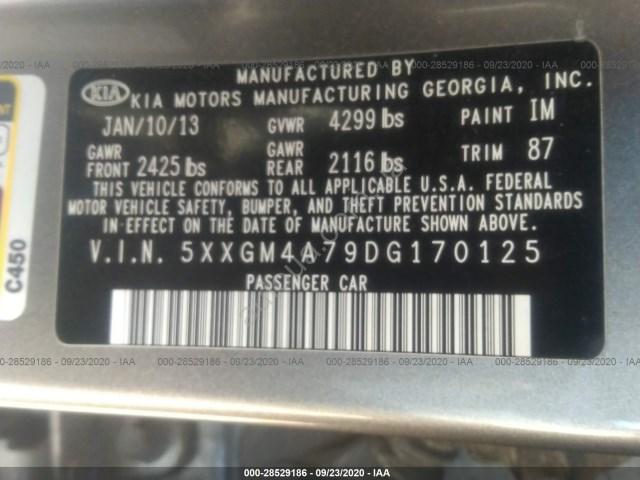 000-28529186 - 09/23/2020 - IAA
MANUFACTURED BY
KIA KIA MOTORS MANUFACTURING GEORGIA, INC.
JAN/10/13 GVWR 4299 lbs PAINT IM
GAWR FRONT 2425 lbs GAWR REAR 2116 lbs TRIM 87
THIS VEHICLE CONFORMS TO ALL APPLICABLE U.S.A. FEDERAL
MOTOR VEHICLE SAFETY, BUMPER, AND THEFT PREVENTION STANDARDS
IN EFFECT ON THE DATE OF MANUFACTURE SHOWN ABOVE.
V.I.N. 5XXGM4A79DG170125
PASSENGER CAR
C450
000-28529186 - 09/23/2020 - IAA
000-28529186 - 09/23/2020 - IAA